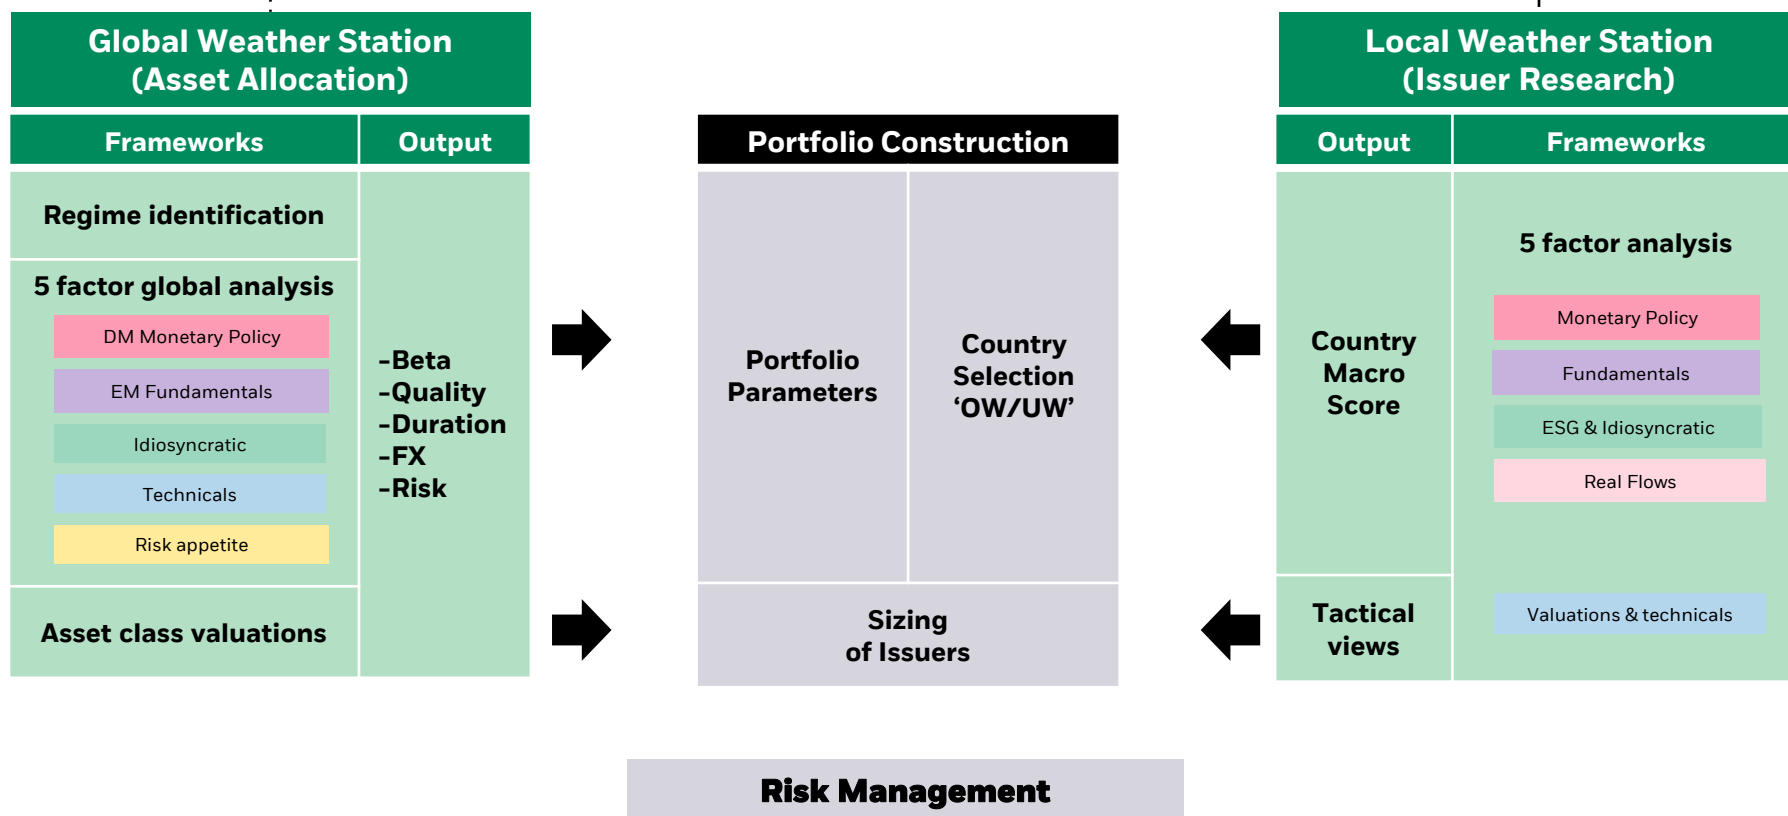 Global Weather Station
(Asset Allocation)
Frameworks
Output
Regime identification
5 factor global analysis
DM Monetary Policy
EM Fundamentals
Idiosyncratic
Technicals
Risk appetite
Asset class valuations
-Beta
-Quality
-Duration
-FX
-Risk
Portfolio Construction
Portfolio
Parameters
Country
Selection
‘OW/UW’
Sizing
of Issuers
Local Weather Station
(Issuer Research)
Output
Frameworks
Country
Macro
Score
Tactical
views
5 factor analysis
Monetary Policy
Fundamentals
ESG & Idiosyncratic
Real Flows
Valuations & technicals
Risk Management